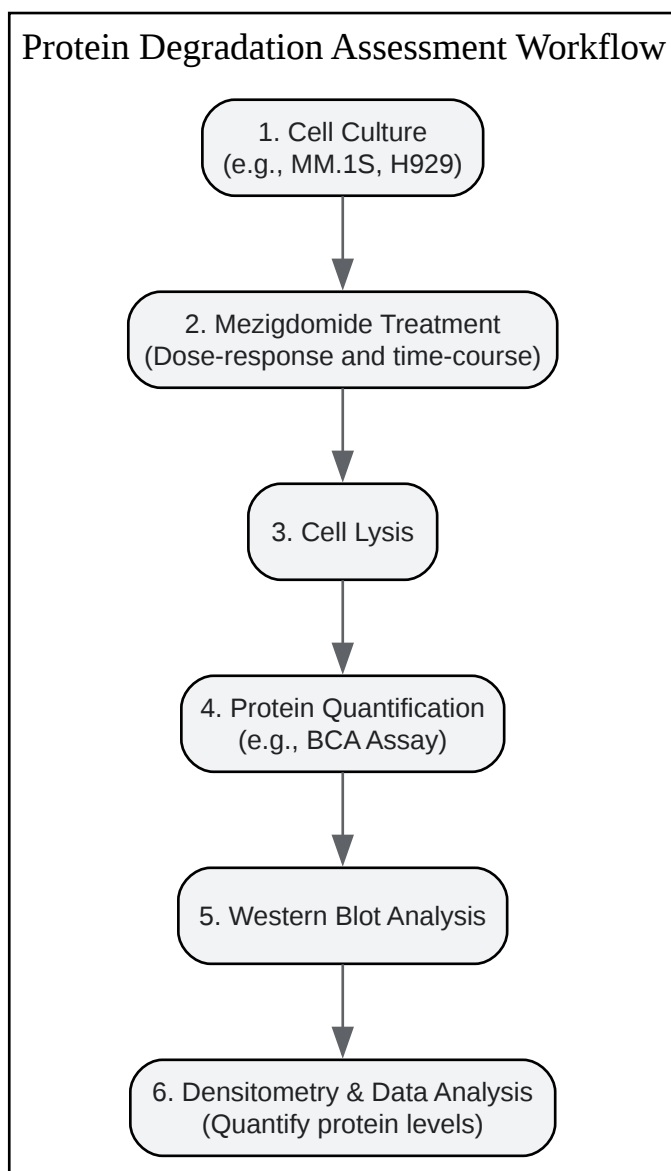 Protein Degradation Assessment Workflow
1. Cell Culture
(e.g., MM.1S, H929)
2. Mezigdomide Treatment
(Dose-response and time-course)
3. Cell Lysis
4. Protein Quantification
(e.g., BCA Assay)
5. Western Blot Analysis
6. Densitometry & Data Analysis
(Quantify protein levels)